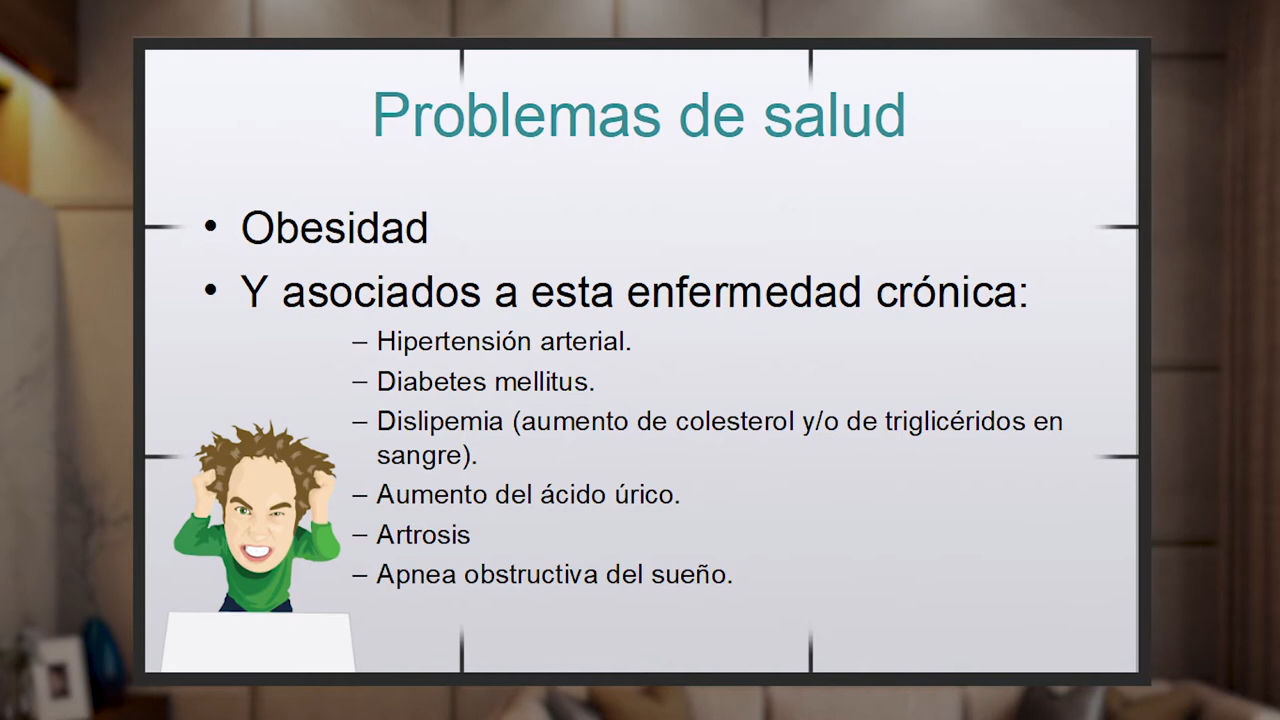 Problemas de salud
• Obesidad
• Y asociados a esta enfermedad crónica:
– Hipertensión arterial.
– Diabetes mellitus.
– Dislipemia (aumento de colesterol y/o de triglicéridos en
sangre).
– Aumento del ácido úrico.
– Artrosis
– Apnea obstructiva del sueño.